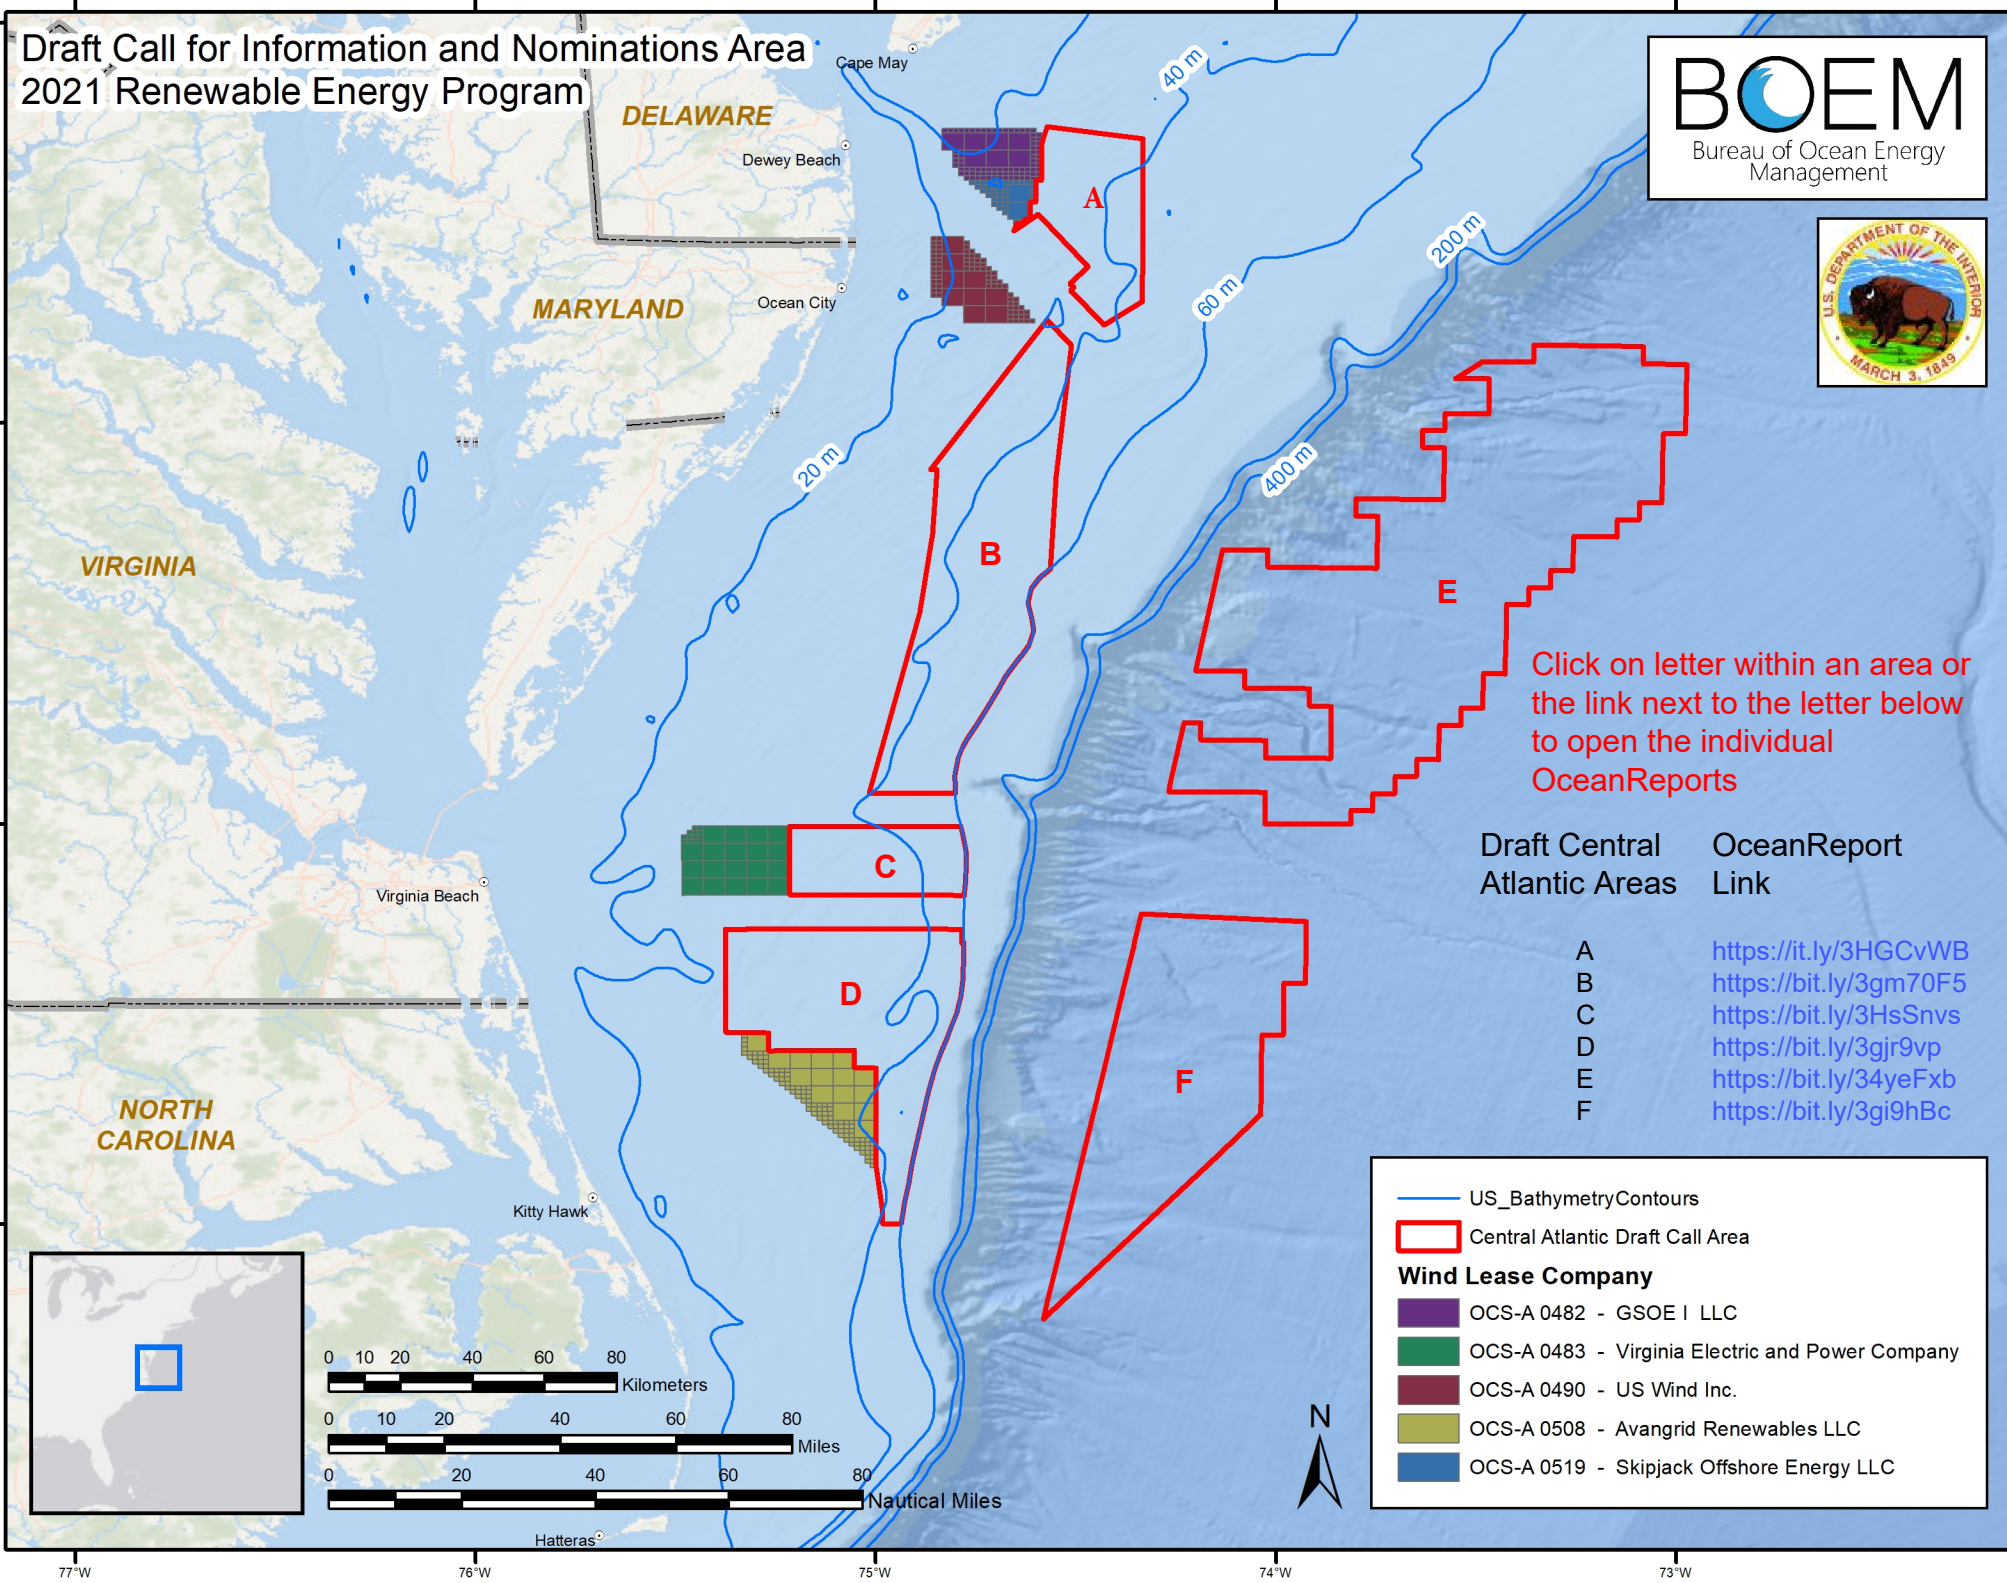 Draft Call for Information and Nominations Area
2021 Renewable Energy Program
Cape May
DELAWARE
Dewey Beach
MARYLAND
Ocean City
VIRGINIA
Virginia Beach
NORTH
CAROLINA
Kitty Hawk
Hatteras
40 m
200 m
60 m
400 m
20 m
A
B
C
D
E
F
BOEM
Bureau of Ocean Energy
Management
U.S. DEPARTMENT OF THE INTERIOR
MARCH 3, 1849
Click on letter within an area or
the link next to the letter below
to open the individual
OceanReports
Draft Central Atlantic Areas OceanReport Link
A https://it.ly/3HGCvWB
B https://bit.ly/3gm70F5
C https://bit.ly/3HsSnvs
D https://bit.ly/3gjr9vp
E https://bit.ly/34yeFxb
F https://bit.ly/3gi9hBc
US_BathymetryContours
Central Atlantic Draft Call Area
Wind Lease Company
OCS-A 0482 - GSOE I LLC
OCS-A 0483 - Virginia Electric and Power Company
OCS-A 0490 - US Wind Inc.
OCS-A 0508 - Avangrid Renewables LLC
OCS-A 0519 - Skipjack Offshore Energy LLC
N
0 10 20 40 60 80
Kilometers
0 10 20 40 60 80
Miles
0 20 40 60 80
Nautical Miles
77°W 76°W 75°W 74°W 73°W